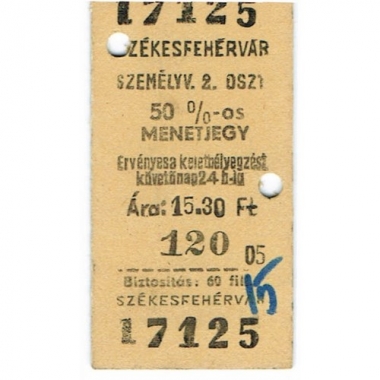 17125
SZÉKESFEHÉRVÁR
SZEMÉLYV. 2. OSZT
50 %-os
MENETJEGY
Érvényes a keletbélyegzést
követő nap 24 h-ig
Ára: 15.30 Ft
120 05
Biztosítás: 60 fill
15
SZÉKESFEHÉRVÁR
17125